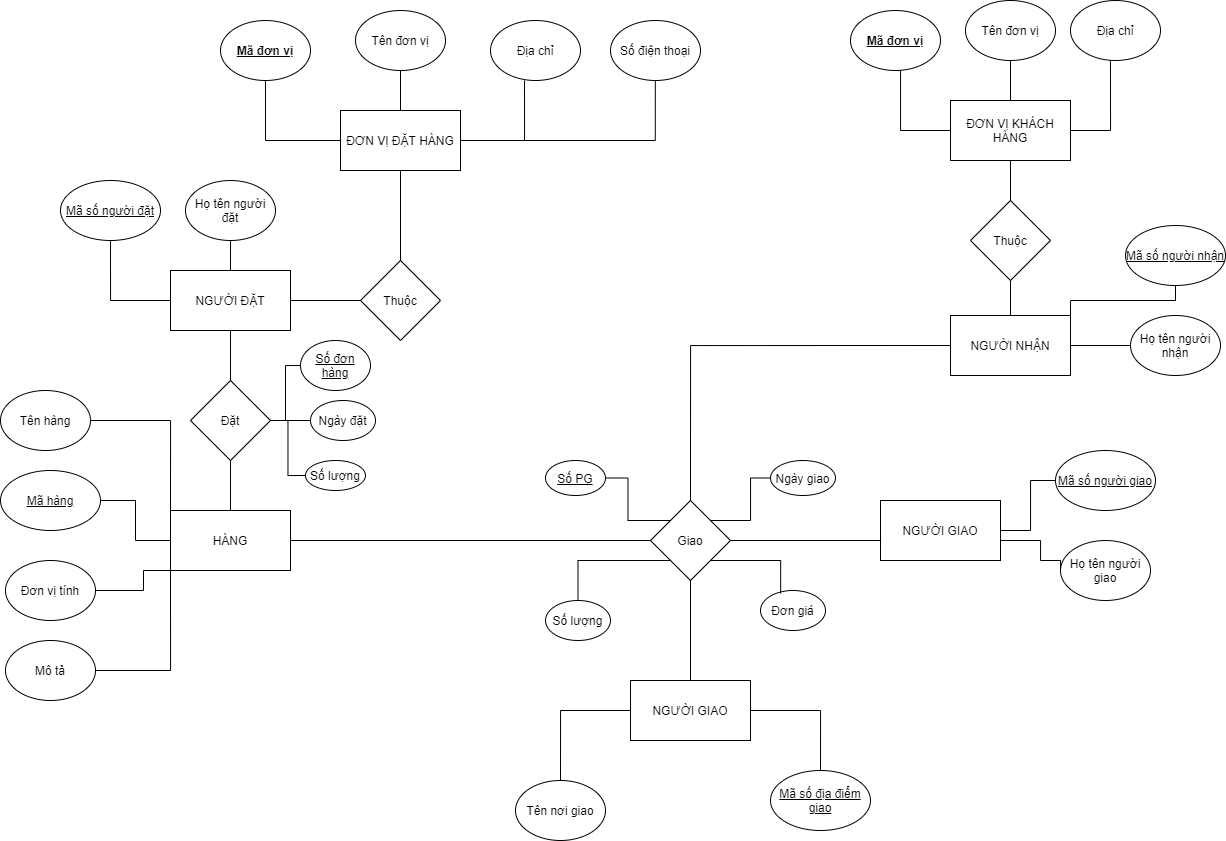 Mã đơn vị
Tên đơn vị
Địa chỉ
Số điện thoại
Mã đơn vị
Tên đơn vị
Địa chỉ
ĐƠN VỊ ĐẶT HÀNG
ĐƠN VỊ KHÁCH
HÀNG
Mã số người đặt
Họ tên người
đặt
Thuộc
Mã số người nhận
NGƯỜI ĐẶT
Thuộc
NGƯỜI NHẬN
Họ tên người
nhận
Số đơn
hàng
Tên hàng
Đặt
Ngày đặt
Số lượng
Số PG
Ngày giao
Mã số người giao
Mã hàng
HÀNG
Giao
NGƯỜI GIAO
Họ tên người
giao
Đơn vị tính
Số lượng
Đơn giá
Mô tả
NGƯỜI GIAO
Tên nơi giao
Mã số địa điểm
giao